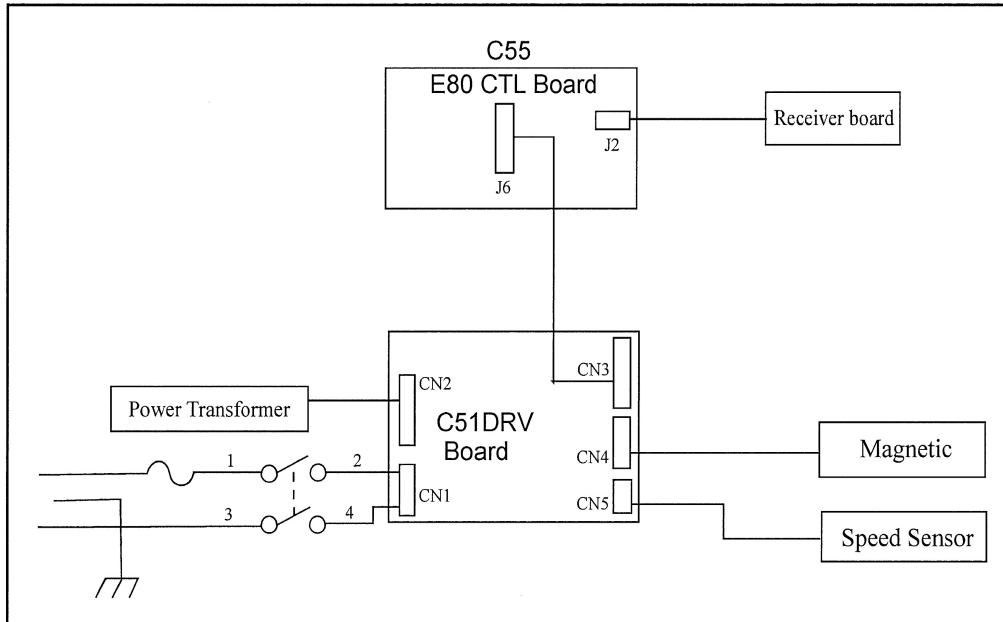 C55
E80 CTL Board
J2
Receiver board
J6
CN3
CN2
Power Transformer
C51DRV
Board
CN4
Magnetic
1
2
CN1
CN5
3
4
Speed Sensor